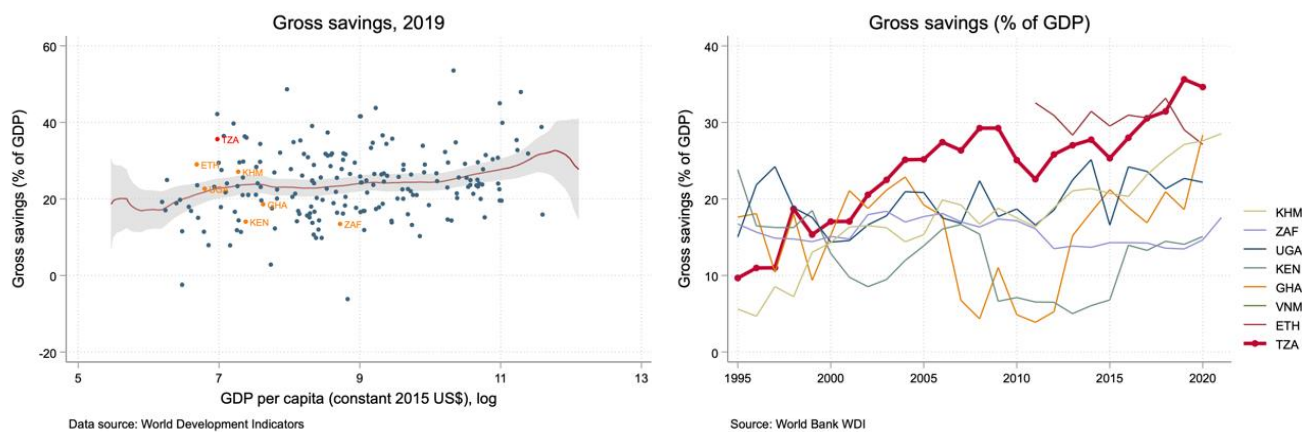 Gross savings, 2019
Gross savings (% of GDP)
60
40
20
0
-20
TZA
ETH
KHM
UGA
GHA
KEN
ZAF
5
7
9
11
13
GDP per capita (constant 2015 US$), log
Data source: World Development Indicators
Gross savings (% of GDP)
Gross savings (% of GDP)
40
30
20
10
0
1995
2000
2005
2010
2015
2020
KHM
ZAF
UGA
KEN
GHA
VNM
ETH
TZA
Source: World Bank WDI